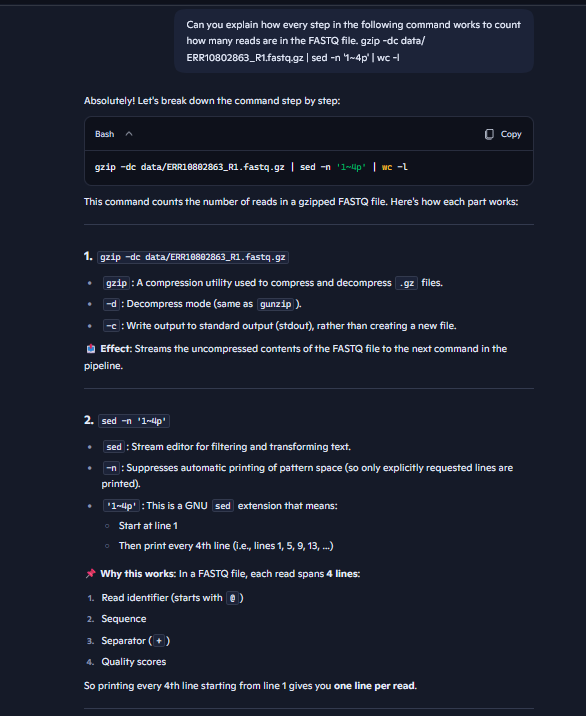 Can you explain how every step in the following command works to count
how many reads are in the FASTQ file. gzip -dc data/
ERR10802863_R1.fastq.gz | sed -n '1~4p' | wc -l
Absolutely! Let's break down the command step by step:
Bash
Copy
gzip -dc data/ERR10802863_R1.fastq.gz | sed -n '1~4p' | wc -l
This command counts the number of reads in a gzipped FASTQ file. Here's how each part works:
1. gzip -dc data/ERR10802863_R1.fastq.gz
• gzip : A compression utility used to compress and decompress .gz files.
• -d : Decompress mode (same as gunzip ).
• -c : Write output to standard output (stdout), rather than creating a new file.
Effect: Streams the uncompressed contents of the FASTQ file to the next command in the
pipeline.
2. sed -n '1~4p'
• sed : Stream editor for filtering and transforming text.
• -n : Suppresses automatic printing of pattern space (so only explicitly requested lines are
printed).
• '1~4p' : This is a GNU sed extension that means:
○ Start at line 1
○ Then print every 4th line (i.e., lines 1, 5, 9, 13, ...)
📌 Why this works: In a FASTQ file, each read spans 4 lines:
1. Read identifier (starts with @ )
2. Sequence
3. Separator ( + )
4. Quality scores
So printing every 4th line starting from line 1 gives you one line per read.